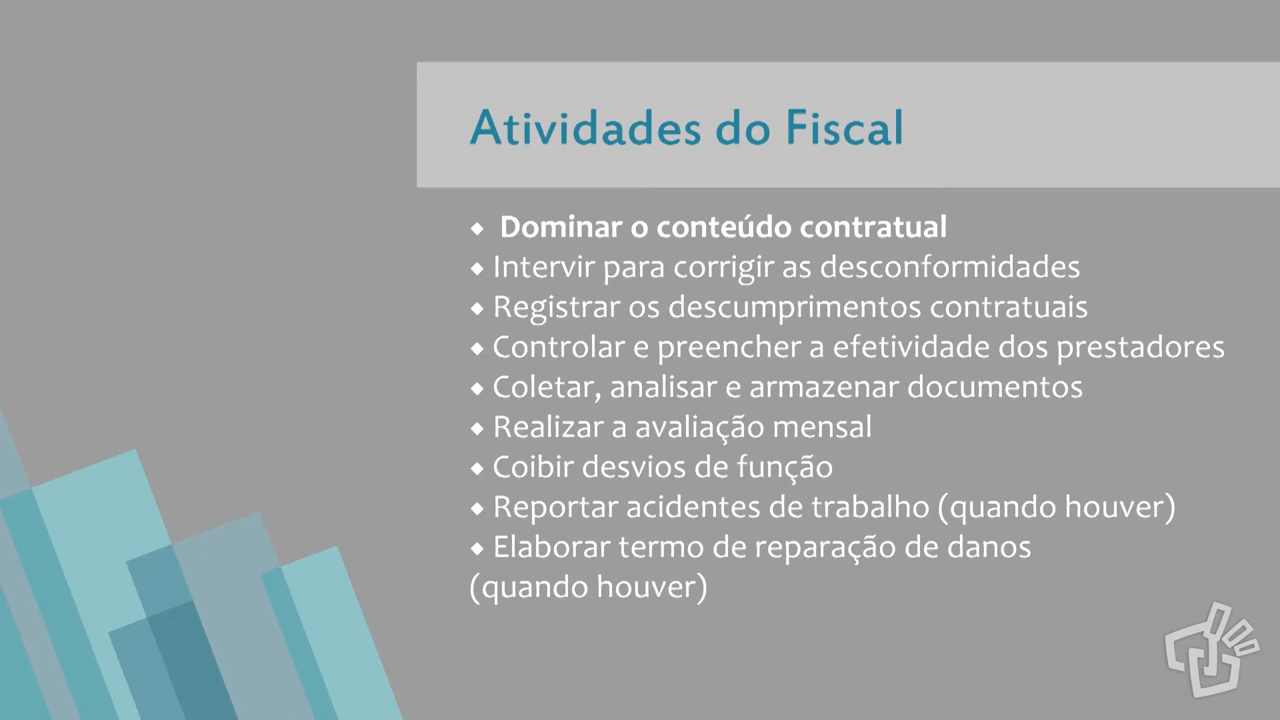 Atividades do Fiscal
◆ Dominar o conteúdo contratual
◆ Intervir para corrigir as desconformidades
◆ Registrar os descumprimentos contratuais
◆ Controlar e preencher a efetividade dos prestadores
◆ Coletar, analisar e armazenar documentos
◆ Realizar a avaliação mensal
◆ Coibir desvios de função
◆ Reportar acidentes de trabalho (quando houver)
◆ Elaborar termo de reparação de danos
(quando houver)